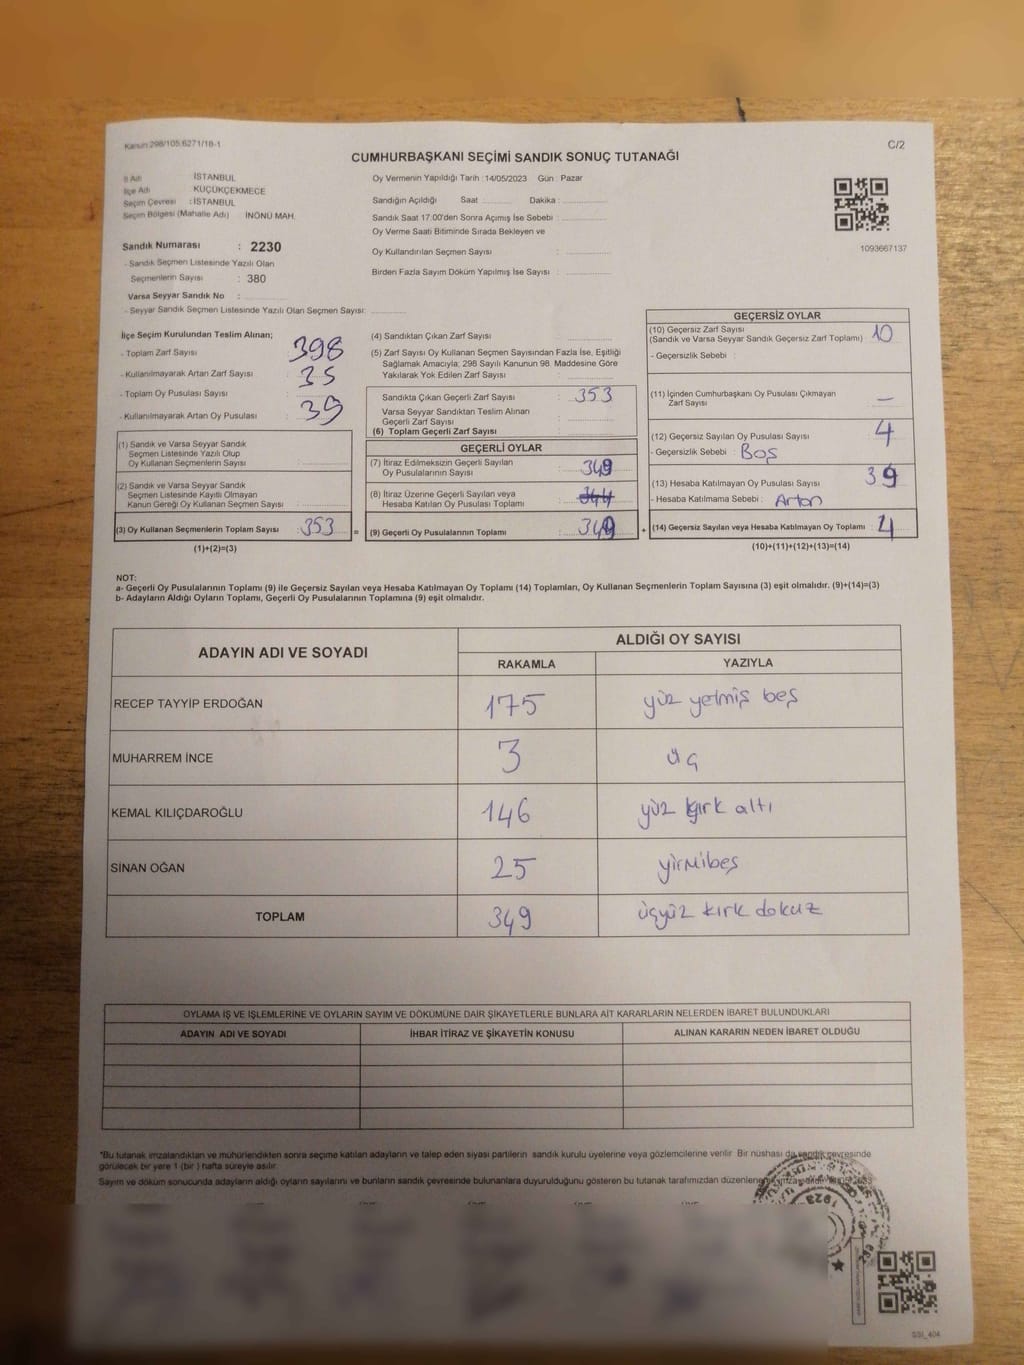 Kanun 298/105,6271/18-1
C/2
CUMHURBAŞKANI SEÇİMİ SANDIK SONUÇ TUTANAĞI
İl Adı : İSTANBUL
İlçe Adı : KÜÇÜKÇEKMECE
Seçim Çevresi : İSTANBUL
Seçim Bölgesi (Mahalle Adı) : İNÖNÜ MAH.
Sandık Numarası : 2230
- Sandık Seçmen Listesinde Yazılı Olan
Seçmenlerin Sayısı : 380
Varsa Seyyar Sandık No :
- Seyyar Sandık Seçmen Listesinde Yazılı Olan Seçmen Sayısı:
Oy Vermenin Yapıldığı Tarih :14/05/2023 Gün : Pazar
Sandığın Açıldığı Saat Dakika :
Sandık Saat 17.00'den Sonra Açımış İse Sebebi :
Oy Verme Saati Bitiminde Sırada Bekleyen ve
Oy Kullandırılan Seçmen Sayısı :
Birden Fazla Sayım Döküm Yapılmış İse Sayısı :
1093667137
İlçe Seçim Kurulundan Teslim Alınan;
- Toplam Zarf Sayısı : 398
- Kullanılmayarak Artan Zarf Sayısı : 35
- Toplam Oy Pusulası Sayısı :
- Kullanılmayarak Artan Oy Pusulası : 39
(1) Sandık ve Varsa Seyyar Sandık
Seçmen Listesinde Yazılı Olup
Oy Kullanan Seçmenlerin Sayısı :
(2) Sandık ve Varsa Seyyar Sandık
Seçmen Listesinde Kayıtlı Olmayan
Kanun Gereği Oy Kullanan Seçmen Sayısı :
(3) Oy Kullanan Seçmenlerin Toplam Sayısı : 353
(1)+(2)=(3)
(4) Sandıktan Çıkan Zarf Sayısı :
(5) Zarf Sayısı Oy Kullanan Seçmen Sayısından Fazla İse, Eşitliği
Sağlamak Amacıyla; 298 Sayılı Kanunun 98. Maddesine Göre
Yakılarak Yok Edilen Zarf Sayısı :
Sandıkta Çıkan Geçerli Zarf Sayısı : 353
Varsa Seyyar Sandıktan Teslim Alınan
Geçerli Zarf Sayısı :
(6) Toplam Geçerli Zarf Sayısı :
GEÇERLİ OYLAR
(7) İtiraz Edilmeksizin Geçerli Sayılan
Oy Pusulalarının Sayısı : 349
(8) İtiraz Üzerine Geçerli Sayılan veya
Hesaba Katılan Oy Pusulası Toplamı :
= (9) Geçerli Oy Pusulalarının Toplamı : 349
GEÇERSİZ OYLAR
(10) Geçersiz Zarf Sayısı
(Sandık ve Varsa Seyyar Sandık Geçersiz Zarf Toplamı) : 10
- Geçersizlik Sebebi :
(11) İçinden Cumhurbaşkanı Oy Pusulası Çıkmayan
Zarf Sayısı : –
(12) Geçersiz Sayılan Oy Pusulası Sayısı : 4
- Geçersizlik Sebebi : Boş
(13) Hesaba Katılmayan Oy Pusulası Sayısı : 39
- Hesaba Katılmama Sebebi : Artan
+ (14) Geçersiz Sayılan veya Hesaba Katılmayan Oy Toplamı : 4
(10)+(11)+(12)+(13)=(14)
NOT:
a- Geçerli Oy Pusulalarının Toplamı (9) ile Geçersiz Sayılan veya Hesaba Katılmayan Oy Toplamı (14) Toplamları, Oy Kullanan Seçmenlerin Toplam Sayısına (3) eşit olmalıdır. (9)+(14)=(3)
b- Adayların Aldığı Oyların Toplamı, Geçerli Oy Pusulalarının Toplamına (9) eşit olmalıdır.
ADAYIN ADI VE SOYADI
ALDIĞI OY SAYISI
RAKAMLA YAZIYLA
RECEP TAYYİP ERDOĞAN 175 yüz yetmiş beş
MUHARREM İNCE 3 üç
KEMAL KILIÇDAROĞLU 146 yüz kırk altı
SİNAN OĞAN 25 yirmibeş
TOPLAM 349 üçyüz kırk dokuz
OYLAMA İŞ VE İŞLEMLERİNE VE OYLARIN SAYIM VE DÖKÜMÜNE DAİR ŞİKAYETLERLE BUNLARA AİT KARARLARIN NELERDEN İBARET BULUNDUKLARI
ADAYIN ADI VE SOYADI İHBAR İTİRAZ VE ŞİKAYETİN KONUSU ALINAN KARARIN NEDEN İBARET OLDUĞU
*Bu tutanak imzalandıktan ve mühürlendikten sonra seçime katılan adayların ve talep eden siyasi partilerin sandık kurulu üyelerine veya gözlemcilerine verilir. Bir nüshası da sandık çevresinde
görülecek bir yere 1 (bir ) hafta süreyle asılır.
Sayım ve döküm sonucunda adayların aldığı oyların sayılarını ve bunların sandık çevresinde bulunanlara duyurulduğunu gösteren bu tutanak tarafımızdan
1923
SSI_404